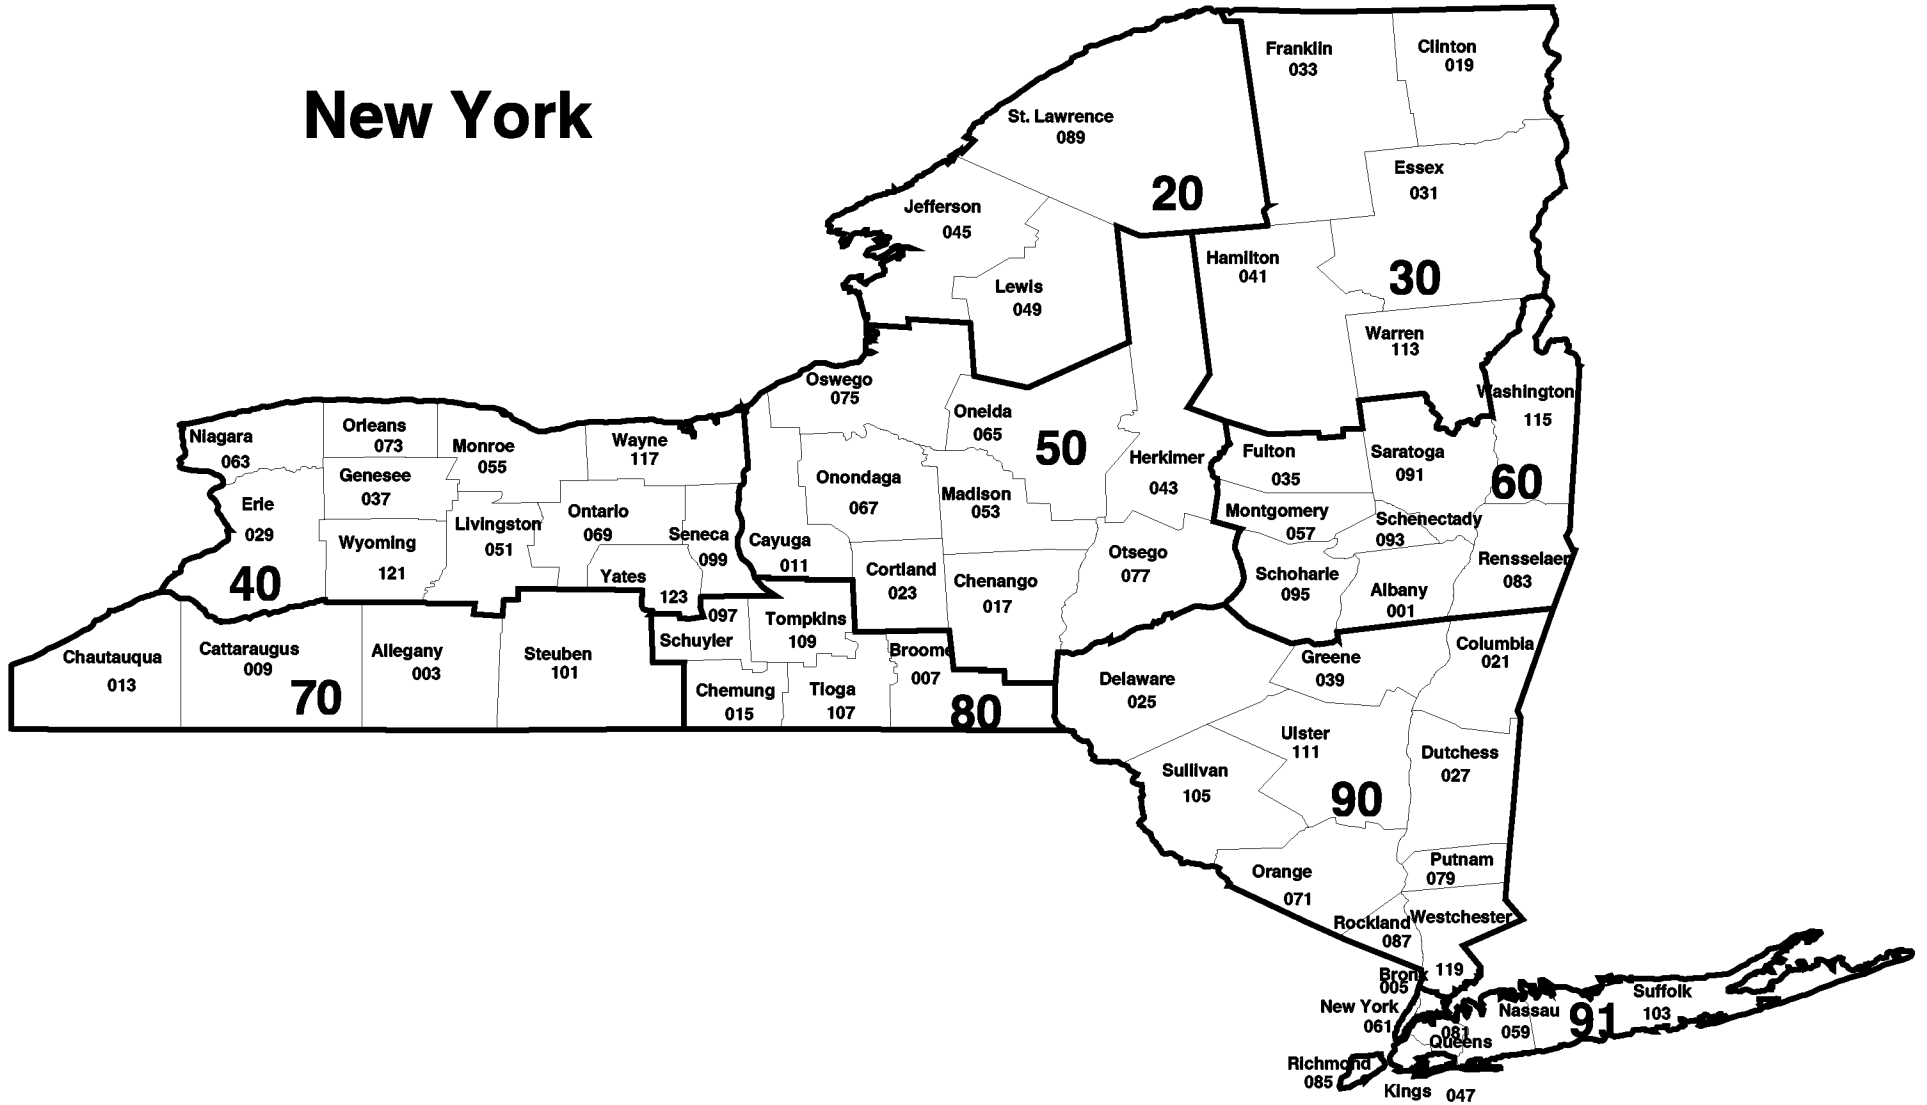 New York
Franklin
033
Clinton
019
St. Lawrence
089
Essex
031
20
Jefferson
045
Hamilton
041
30
Lewis
049
Warren
113
Oswego
075
Washington
115
Oneida
065
50
Niagara
063
Orleans
073
Monroe
055
Wayne
117
Herkimer
043
Fulton
035
Saratoga
091
60
Genesee
037
Onondaga
067
Madison
053
Erie
029
Wyoming
121
Livingston
051
Ontario
069
Seneca
099
Cayuga
011
Montgomery
057
Schenectady
093
Otsego
077
Rensselaer
083
40
Yates
123
Cortland
023
Chenango
017
Schoharie
095
Albany
001
097
Schuyler
Tompkins
109
Chautauqua
013
Cattaraugus
009
70
Allegany
003
Steuben
101
Broome
007
Chemung
015
Tioga
107
80
Delaware
025
Greene
039
Columbia
021
Ulster
111
Dutchess
027
Sullivan
105
90
Putnam
079
Orange
071
Rockland
087
Westchester
119
Bronx
005
New York
061
081
Queens
Nassau
059
91
Suffolk
103
Richmond
085
Kings
047